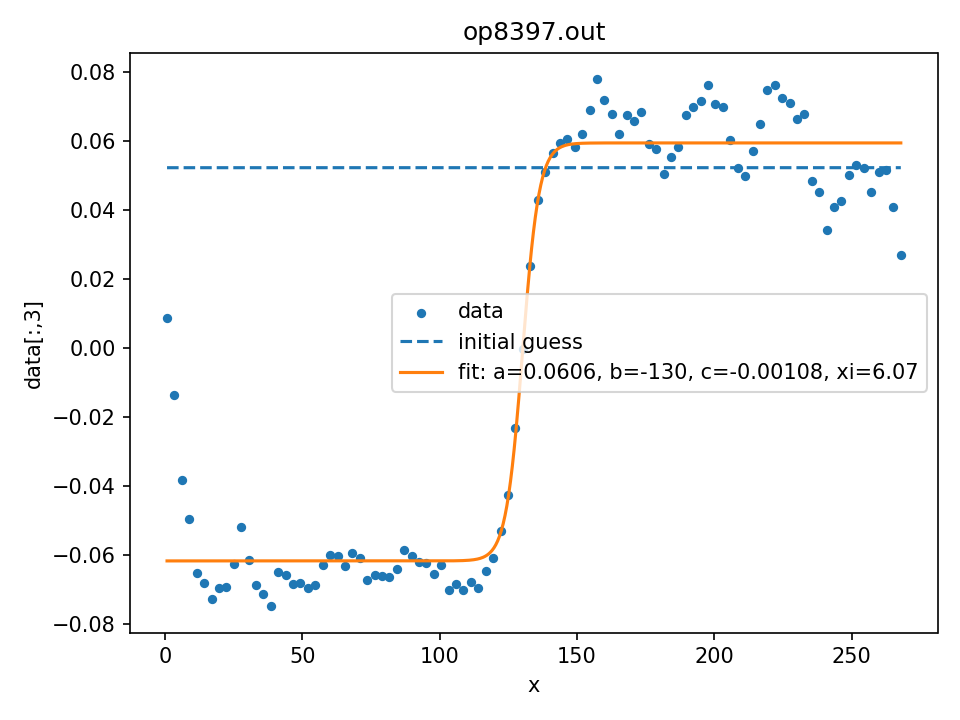 op8397.out
0.08
0.06
0.04
0.02
0.00
−0.02
−0.04
−0.06
−0.08
data[:,3]
data
initial guess
fit: a=0.0606, b=-130, c=-0.00108, xi=6.07
0 50 100 150 200 250
x